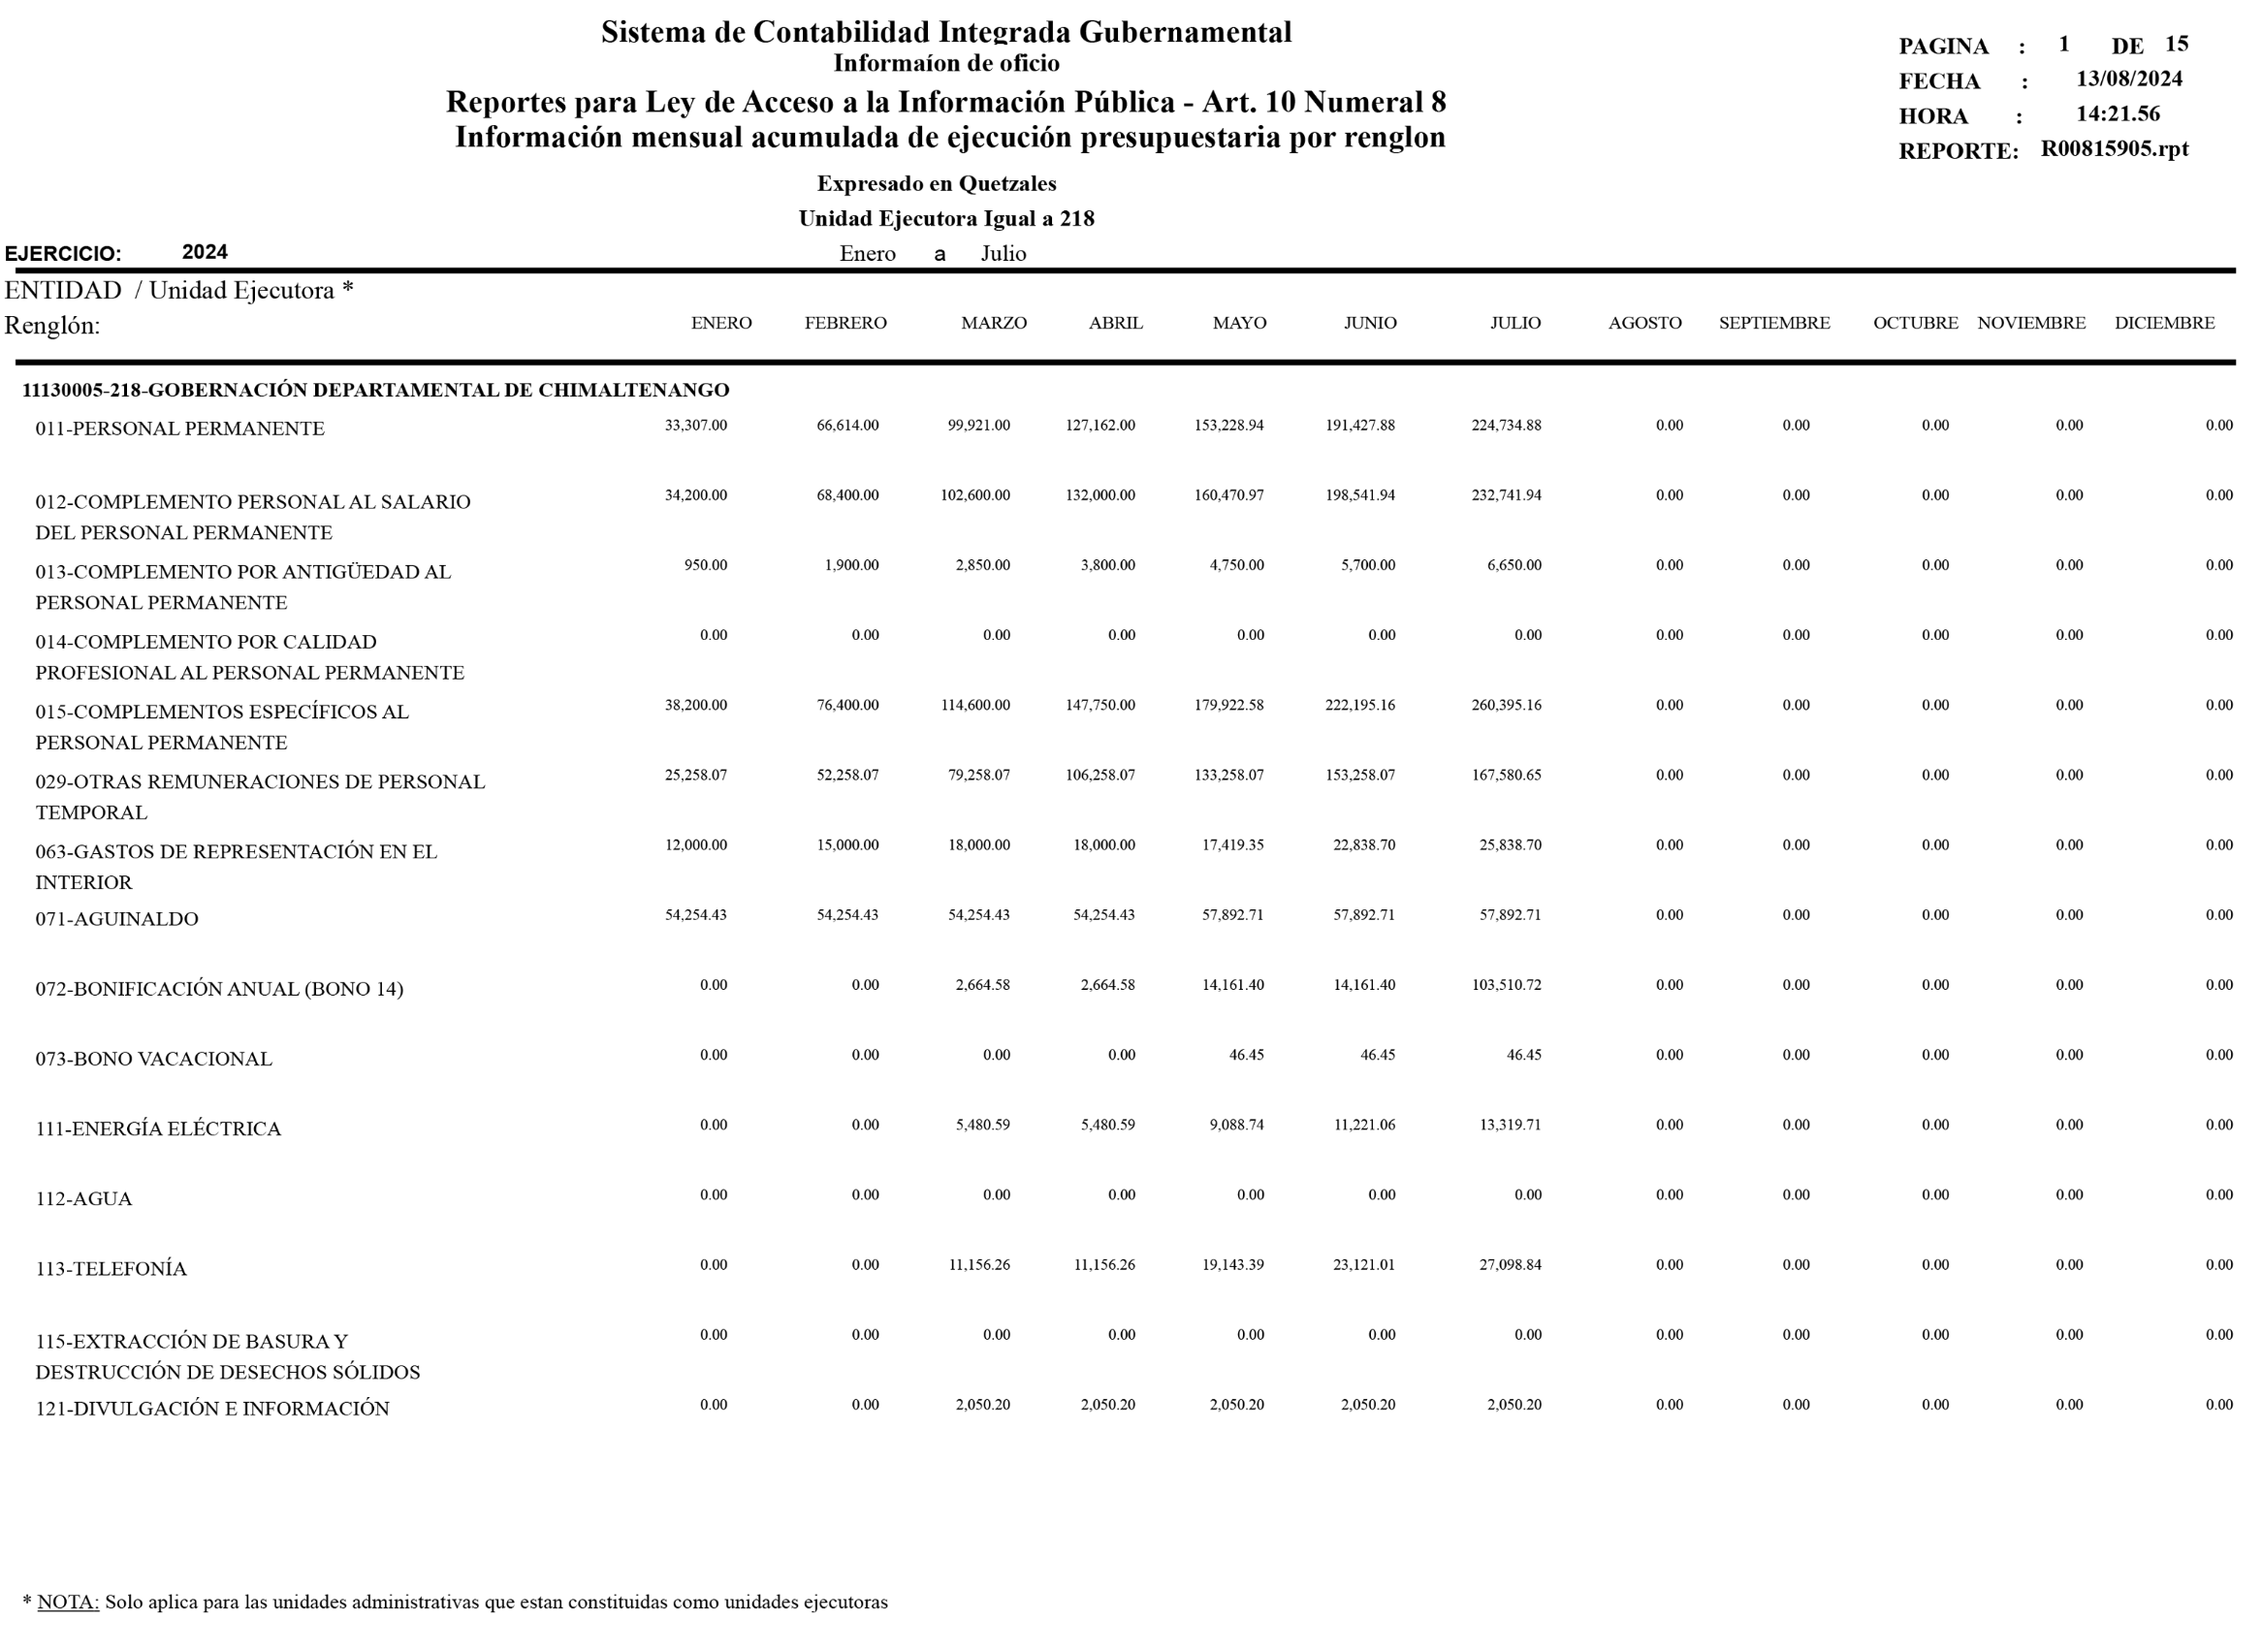 Sistema de Contabilidad Integrada Gubernamental
Informaíon de oficio
Reportes para Ley de Acceso a la Información Pública - Art. 10 Numeral 8
Información mensual acumulada de ejecución presupuestaria por renglon
PAGINA : 1 DE 15
FECHA : 13/08/2024
HORA : 14:21.56
REPORTE: R00815905.rpt
Expresado en Quetzales
Unidad Ejecutora Igual a 218
EJERCICIO: 2024 Enero a Julio
ENTIDAD / Unidad Ejecutora *
Renglón: ENERO FEBRERO MARZO ABRIL MAYO JUNIO JULIO AGOSTO SEPTIEMBRE OCTUBRE NOVIEMBRE DICIEMBRE
11130005-218-GOBERNACIÓN DEPARTAMENTAL DE CHIMALTENANGO
011-PERSONAL PERMANENTE 33,307.00 66,614.00 99,921.00 127,162.00 153,228.94 191,427.88 224,734.88 0.00 0.00 0.00 0.00 0.00
012-COMPLEMENTO PERSONAL AL SALARIO 34,200.00 68,400.00 102,600.00 132,000.00 160,470.97 198,541.94 232,741.94 0.00 0.00 0.00 0.00 0.00
DEL PERSONAL PERMANENTE
013-COMPLEMENTO POR ANTIGÜEDAD AL 950.00 1,900.00 2,850.00 3,800.00 4,750.00 5,700.00 6,650.00 0.00 0.00 0.00 0.00 0.00
PERSONAL PERMANENTE
014-COMPLEMENTO POR CALIDAD 0.00 0.00 0.00 0.00 0.00 0.00 0.00 0.00 0.00 0.00 0.00 0.00
PROFESIONAL AL PERSONAL PERMANENTE
015-COMPLEMENTOS ESPECÍFICOS AL 38,200.00 76,400.00 114,600.00 147,750.00 179,922.58 222,195.16 260,395.16 0.00 0.00 0.00 0.00 0.00
PERSONAL PERMANENTE
029-OTRAS REMUNERACIONES DE PERSONAL 25,258.07 52,258.07 79,258.07 106,258.07 133,258.07 153,258.07 167,580.65 0.00 0.00 0.00 0.00 0.00
TEMPORAL
063-GASTOS DE REPRESENTACIÓN EN EL 12,000.00 15,000.00 18,000.00 18,000.00 17,419.35 22,838.70 25,838.70 0.00 0.00 0.00 0.00 0.00
INTERIOR
071-AGUINALDO 54,254.43 54,254.43 54,254.43 54,254.43 57,892.71 57,892.71 57,892.71 0.00 0.00 0.00 0.00 0.00
072-BONIFICACIÓN ANUAL (BONO 14) 0.00 0.00 2,664.58 2,664.58 14,161.40 14,161.40 103,510.72 0.00 0.00 0.00 0.00 0.00
073-BONO VACACIONAL 0.00 0.00 0.00 0.00 46.45 46.45 46.45 0.00 0.00 0.00 0.00 0.00
111-ENERGÍA ELÉCTRICA 0.00 0.00 5,480.59 5,480.59 9,088.74 11,221.06 13,319.71 0.00 0.00 0.00 0.00 0.00
112-AGUA 0.00 0.00 0.00 0.00 0.00 0.00 0.00 0.00 0.00 0.00 0.00 0.00
113-TELEFONÍA 0.00 0.00 11,156.26 11,156.26 19,143.39 23,121.01 27,098.84 0.00 0.00 0.00 0.00 0.00
115-EXTRACCIÓN DE BASURA Y 0.00 0.00 0.00 0.00 0.00 0.00 0.00 0.00 0.00 0.00 0.00 0.00
DESTRUCCIÓN DE DESECHOS SÓLIDOS
121-DIVULGACIÓN E INFORMACIÓN 0.00 0.00 2,050.20 2,050.20 2,050.20 2,050.20 2,050.20 0.00 0.00 0.00 0.00 0.00
* NOTA: Solo aplica para las unidades administrativas que estan constituidas como unidades ejecutoras